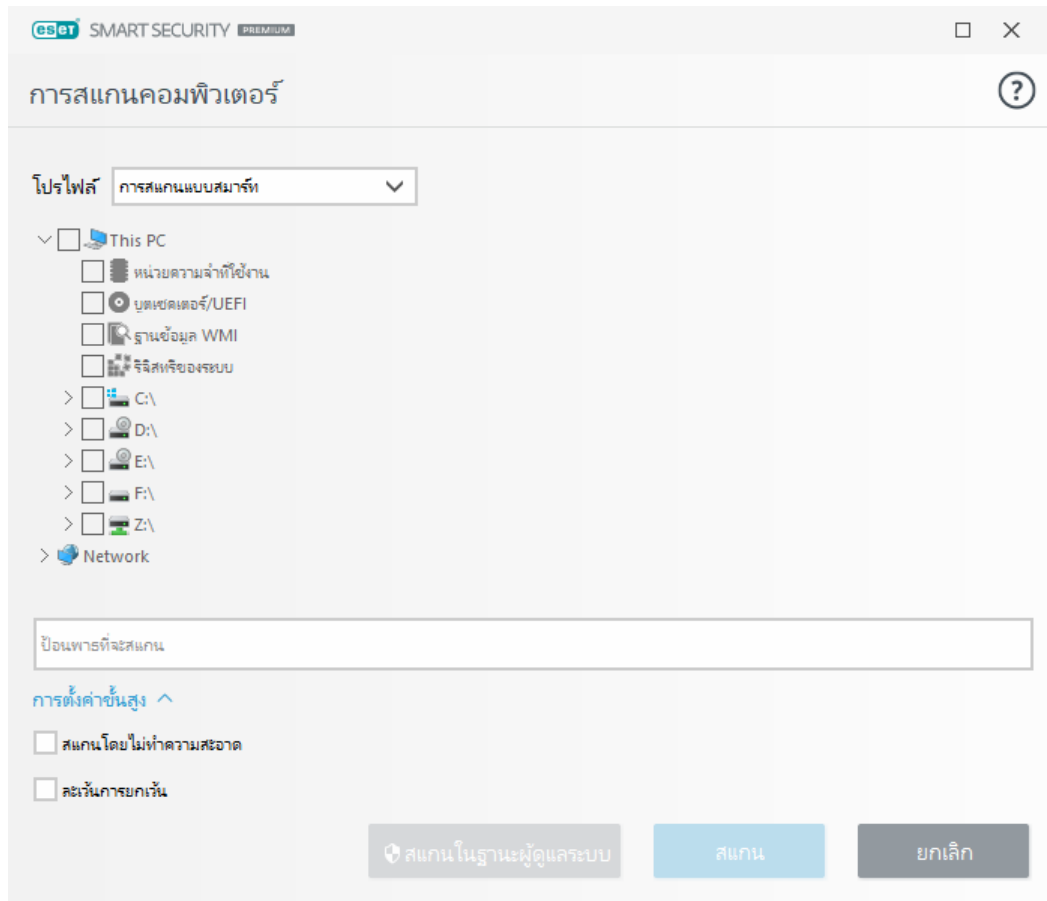 eset SMART SECURITY PREMIUM
การสแกนคอมพิวเตอร์
โปรไฟล์ การสแกนแบบสมาร์ท
This PC
หน่วยความจำที่ใช้งาน
บูตเซคเตอร์/UEFI
ฐานข้อมูล WMI
รีจิสทรีของระบบ
C:\
D:\
E:\
F:\
Z:\
Network
ป้อนพารที่จะสแกน
การตั้งค่าขั้นสูง
สแกนโดยไม่ทำความสะอาด
ละเว้นการยกเว้น
สแกนในฐานะผู้ดูแลระบบ สแกน ยกเลิก